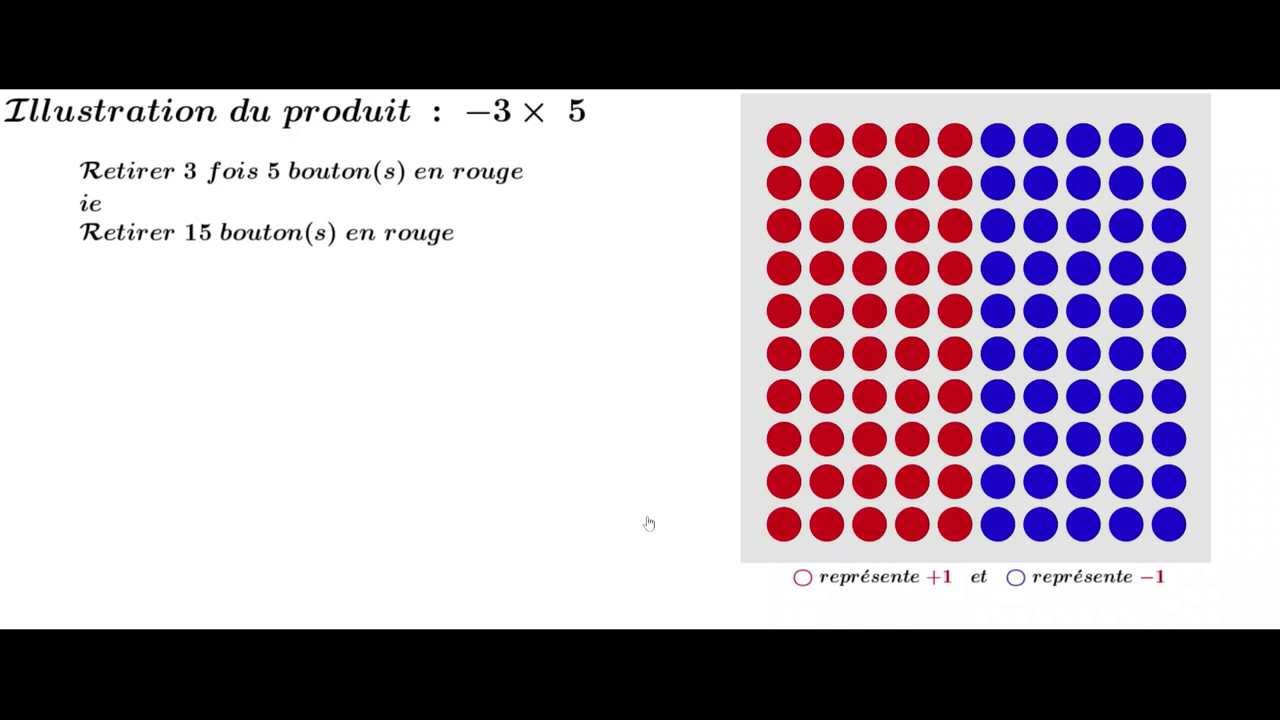 Illustration du produit : −3 × 5
Retirer 3 fois 5 bouton(s) en rouge
ie
Retirer 15 bouton(s) en rouge
représente +1 et représente −1